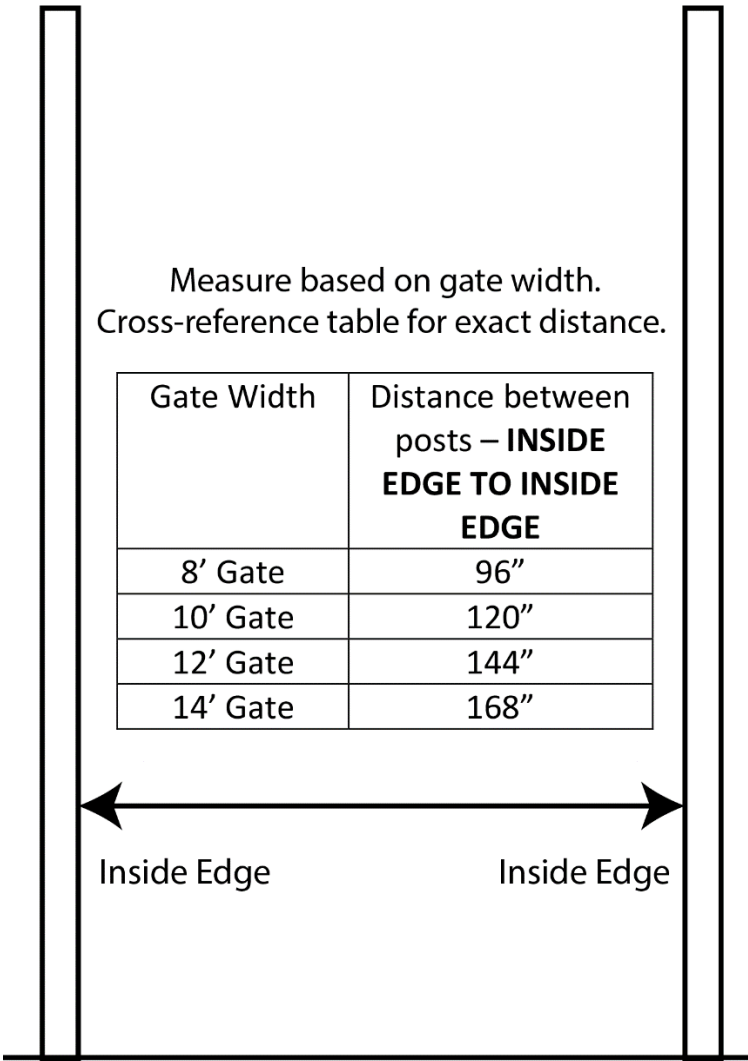 Measure based on gate width.
Cross-reference table for exact distance.
Gate Width
Distance between
posts – INSIDE
EDGE TO INSIDE
EDGE
8’ Gate 96”
10’ Gate 120”
12’ Gate 144”
14’ Gate 168”
Inside Edge Inside Edge